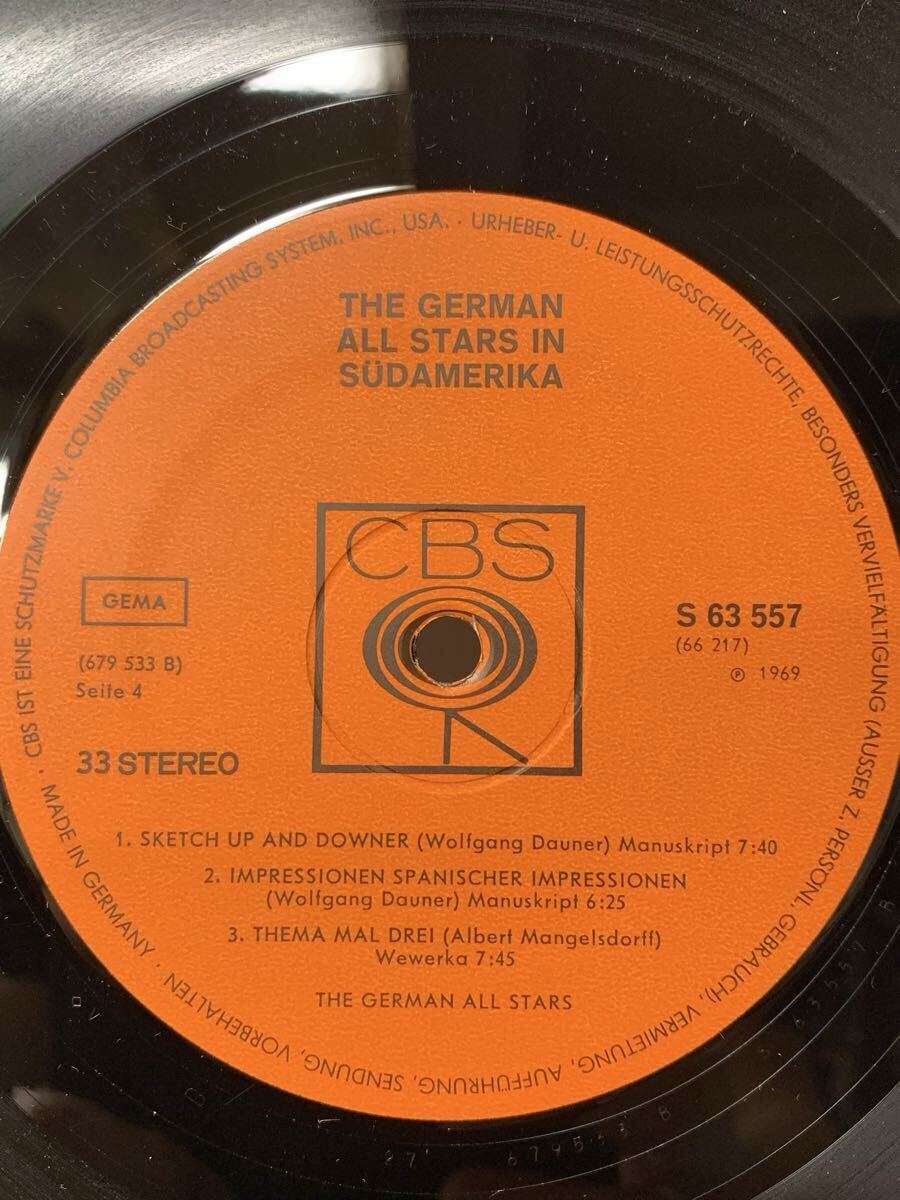 CBS IST EINE SCHUTZMARKE V. COLUMBIA BROADCASTING SYSTEM, INC., USA. · URHEBER- U. LEISTUNGSSCHUTZRECHTE, BESONDERS VERVIELFÄLTIGUNG (AUSSER Z. PERSÖNL. GEBRAUCH), VERMIETUNG, AUFFÜHRUNG, SENDUNG, VORBEHALTEN · MADE IN GERMANY ·
THE GERMAN
ALL STARS IN
SÜDAMERIKA
CBS
GEMA
(679 533 B)
Seite 4
S 63 557
(66 217)
℗ 1969
33 STEREO
1. SKETCH UP AND DOWNER (Wolfgang Dauner) Manuskript 7:40
2. IMPRESSIONEN SPANISCHER IMPRESSIONEN
(Wolfgang Dauner) Manuskript 6:25
3. THEMA MAL DREI (Albert Mangelsdorff)
Wewerka 7:45
THE GERMAN ALL STARS